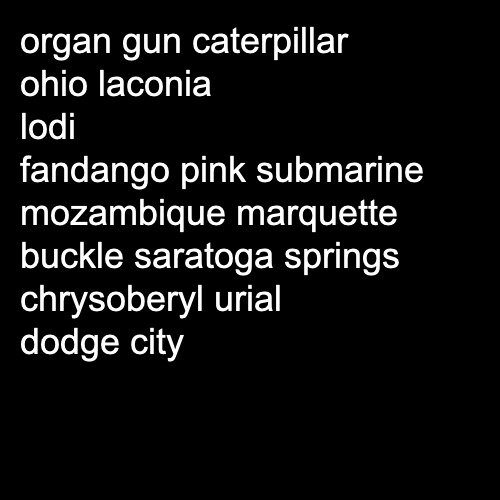 organ gun caterpillar
ohio laconia
lodi
fandango pink submarine
mozambique marquette
buckle saratoga springs
chrysoberyl urial
dodge city